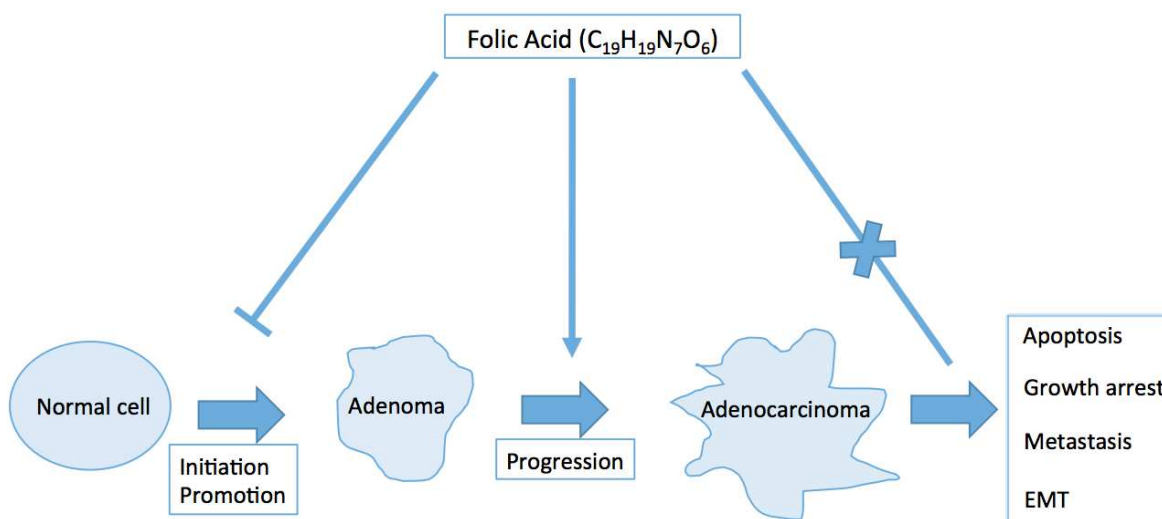 Folic Acid (C₁₉H₁₉N₇O₆)
Normal cell
Initiation
Promotion
Adenoma
Progression
Adenocarcinoma
Apoptosis
Growth arrest
Metastasis
EMT